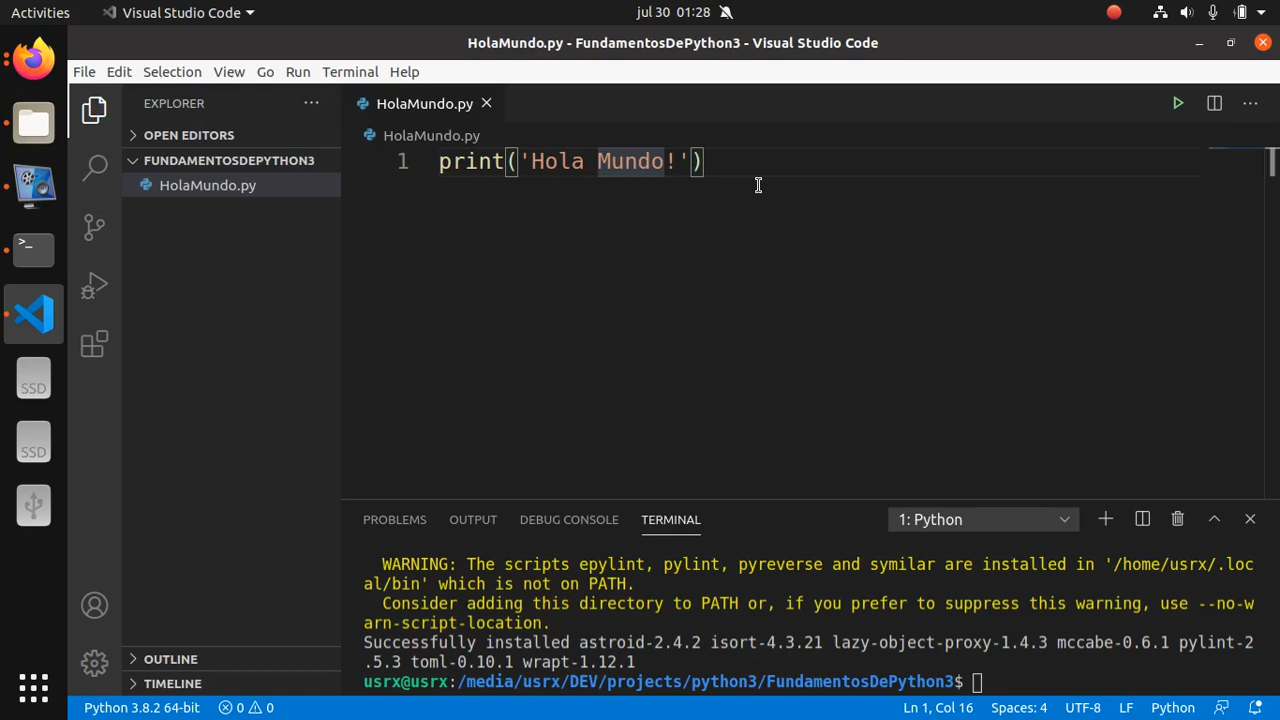 Activities
Visual Studio Code
jul 30 01:28
HolaMundo.py - FundamentosDePython3 - Visual Studio Code
File Edit Selection View Go Run Terminal Help
EXPLORER
OPEN EDITORS
FUNDAMENTOSDEPYTHON3
HolaMundo.py
OUTLINE
TIMELINE
SSD
SSD
HolaMundo.py
HolaMundo.py
1 print('Hola Mundo!')
PROBLEMS OUTPUT DEBUG CONSOLE TERMINAL 1: Python
WARNING: The scripts epylint, pylint, pyreverse and symilar are installed in '/home/usrx/.loc
al/bin' which is not on PATH.
Consider adding this directory to PATH or, if you prefer to suppress this warning, use --no-w
arn-script-location.
Successfully installed astroid-2.4.2 isort-4.3.21 lazy-object-proxy-1.4.3 mccabe-0.6.1 pylint-2
.5.3 toml-0.10.1 wrapt-1.12.1
usrx@usrx:/media/usrx/DEV/projects/python3/FundamentosDePython3$
Python 3.8.2 64-bit 0 0 Ln 1, Col 16 Spaces: 4 UTF-8 LF Python